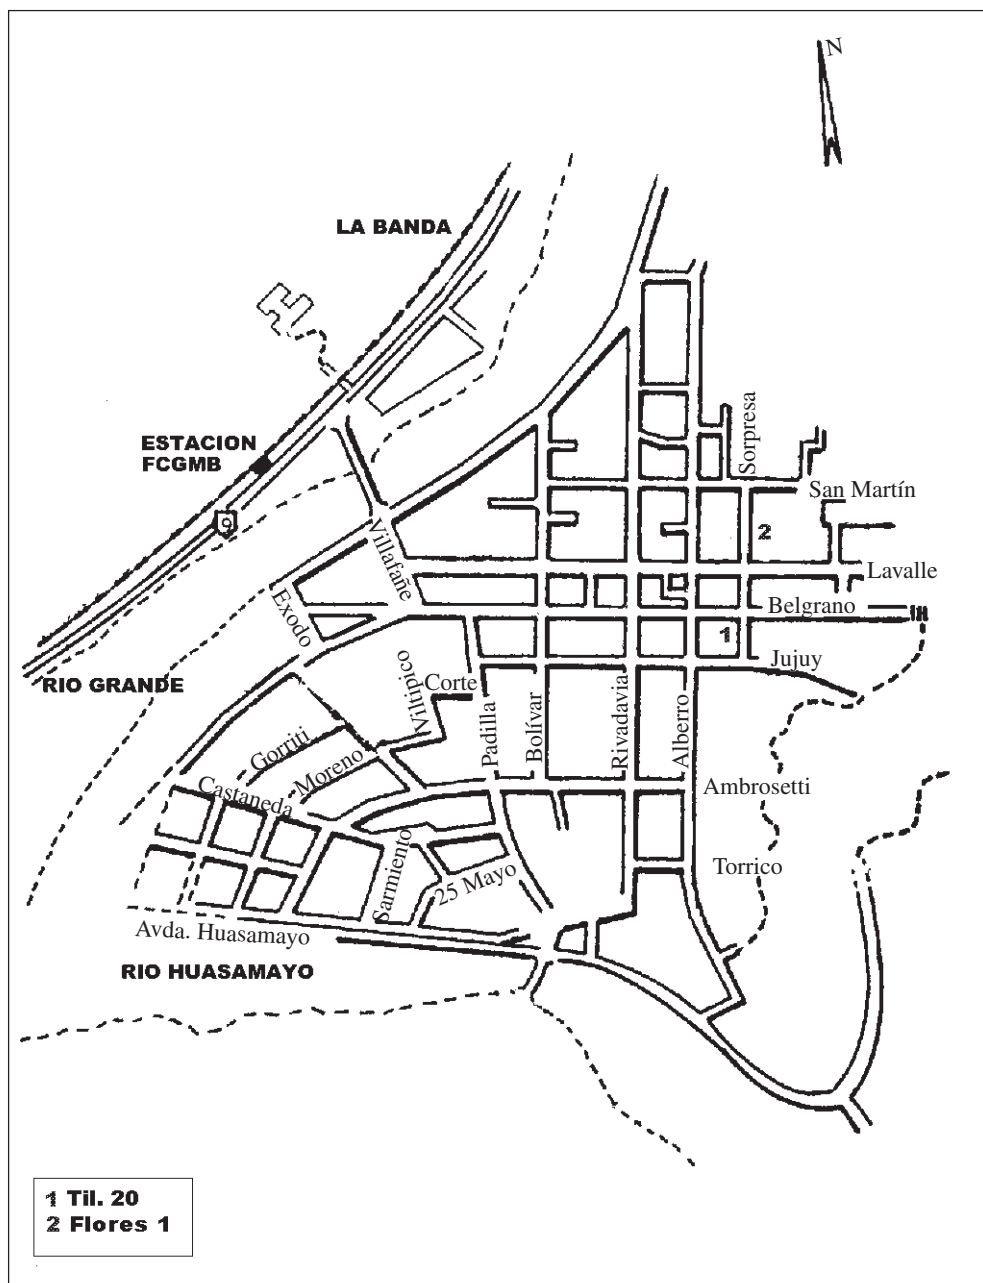 N
LA BANDA
ESTACION
FCGMB
9
Sorpresa
San Martín
2
Villafañe
Lavalle
Exodo
Belgrano
1
RIO GRANDE
Viltipico
Corte
Jujuy
Padilla
Bolívar
Rivadavia
Alberro
Gorriti
Moreno
Castaneda
Ambrosetti
Sarmiento
25 Mayo
Torrico
Avda. Huasamayo
RIO HUASAMAYO
1 Til. 20
2 Flores 1